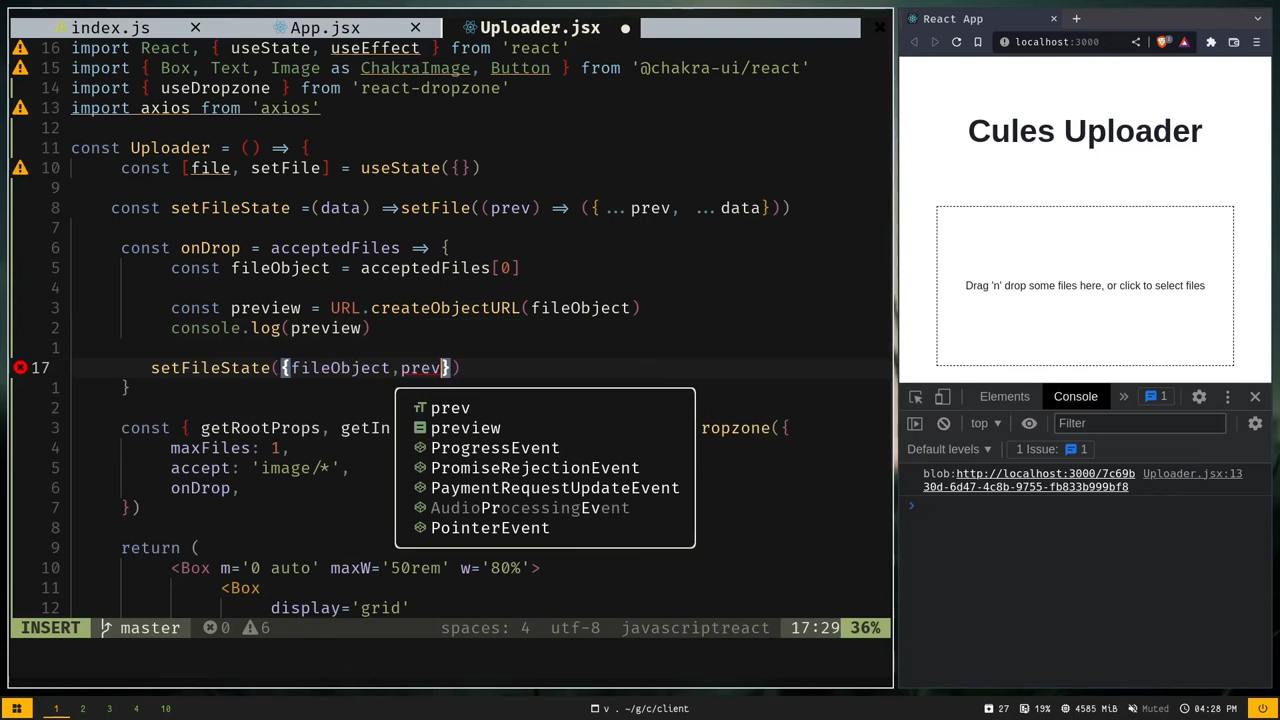 index.js
App.jsx
Uploader.jsx
16 import React, { useState, useEffect } from 'react'
15 import { Box, Text, Image as ChakraImage, Button } from '@chakra-ui/react'
14 import { useDropzone } from 'react-dropzone'
13 import axios from 'axios'
12
11 const Uploader = () => {
10 const [file, setFile] = useState({})
9
8 const setFileState =(data) =>setFile((prev) => ({...prev, ...data}))
7
6 const onDrop = acceptedFiles => {
5 const fileObject = acceptedFiles[0]
4
3 const preview = URL.createObjectURL(fileObject)
2 console.log(preview)
1
17 setFileState({fileObject,prev})
1 }
2
3 const { getRootProps, getIn ropzone({
4 maxFiles: 1,
5 accept: 'image/*',
6 onDrop,
7 })
8
9 return (
10 <Box m='0 auto' maxW='50rem' w='80%'>
11 <Box
12 display='grid'
prev
preview
ProgressEvent
PromiseRejectionEvent
PaymentRequestUpdateEvent
AudioProcessingEvent
PointerEvent
INSERT master 0 6 spaces: 4 utf-8 javascriptreact 17:29 36%
React App
localhost:3000
Cules Uploader
Drag 'n' drop some files here, or click to select files
Elements Console » 1
top Filter
Default levels 1 Issue: 1
blob:http://localhost:3000/7c69b Uploader.jsx:13
30d-6d47-4c8b-9755-fb833b999bf8
1 2 3 4 10 v . ~/g/c/client 27 19% 4585 MiB Muted 04:28 PM